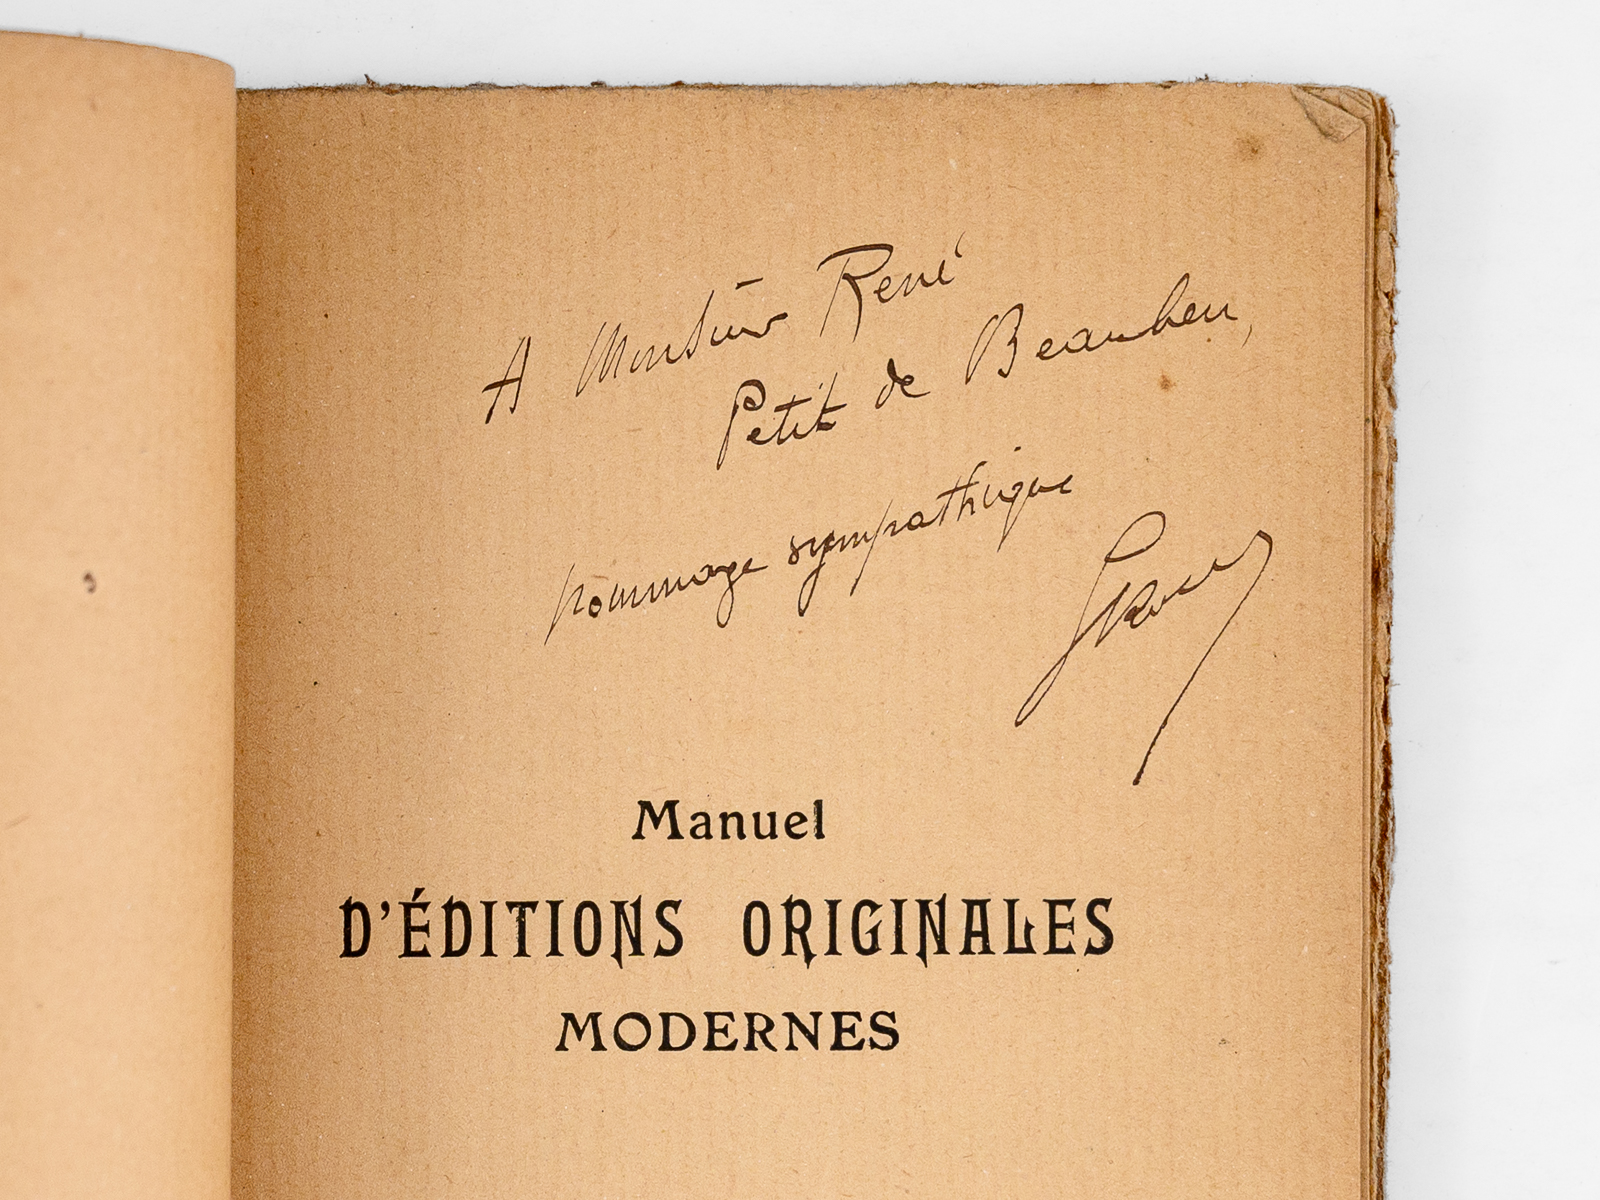 A Monsieur René
Petit de Beaulieu,
hommage sympathique
Manuel
D'ÉDITIONS ORIGINALES
MODERNES